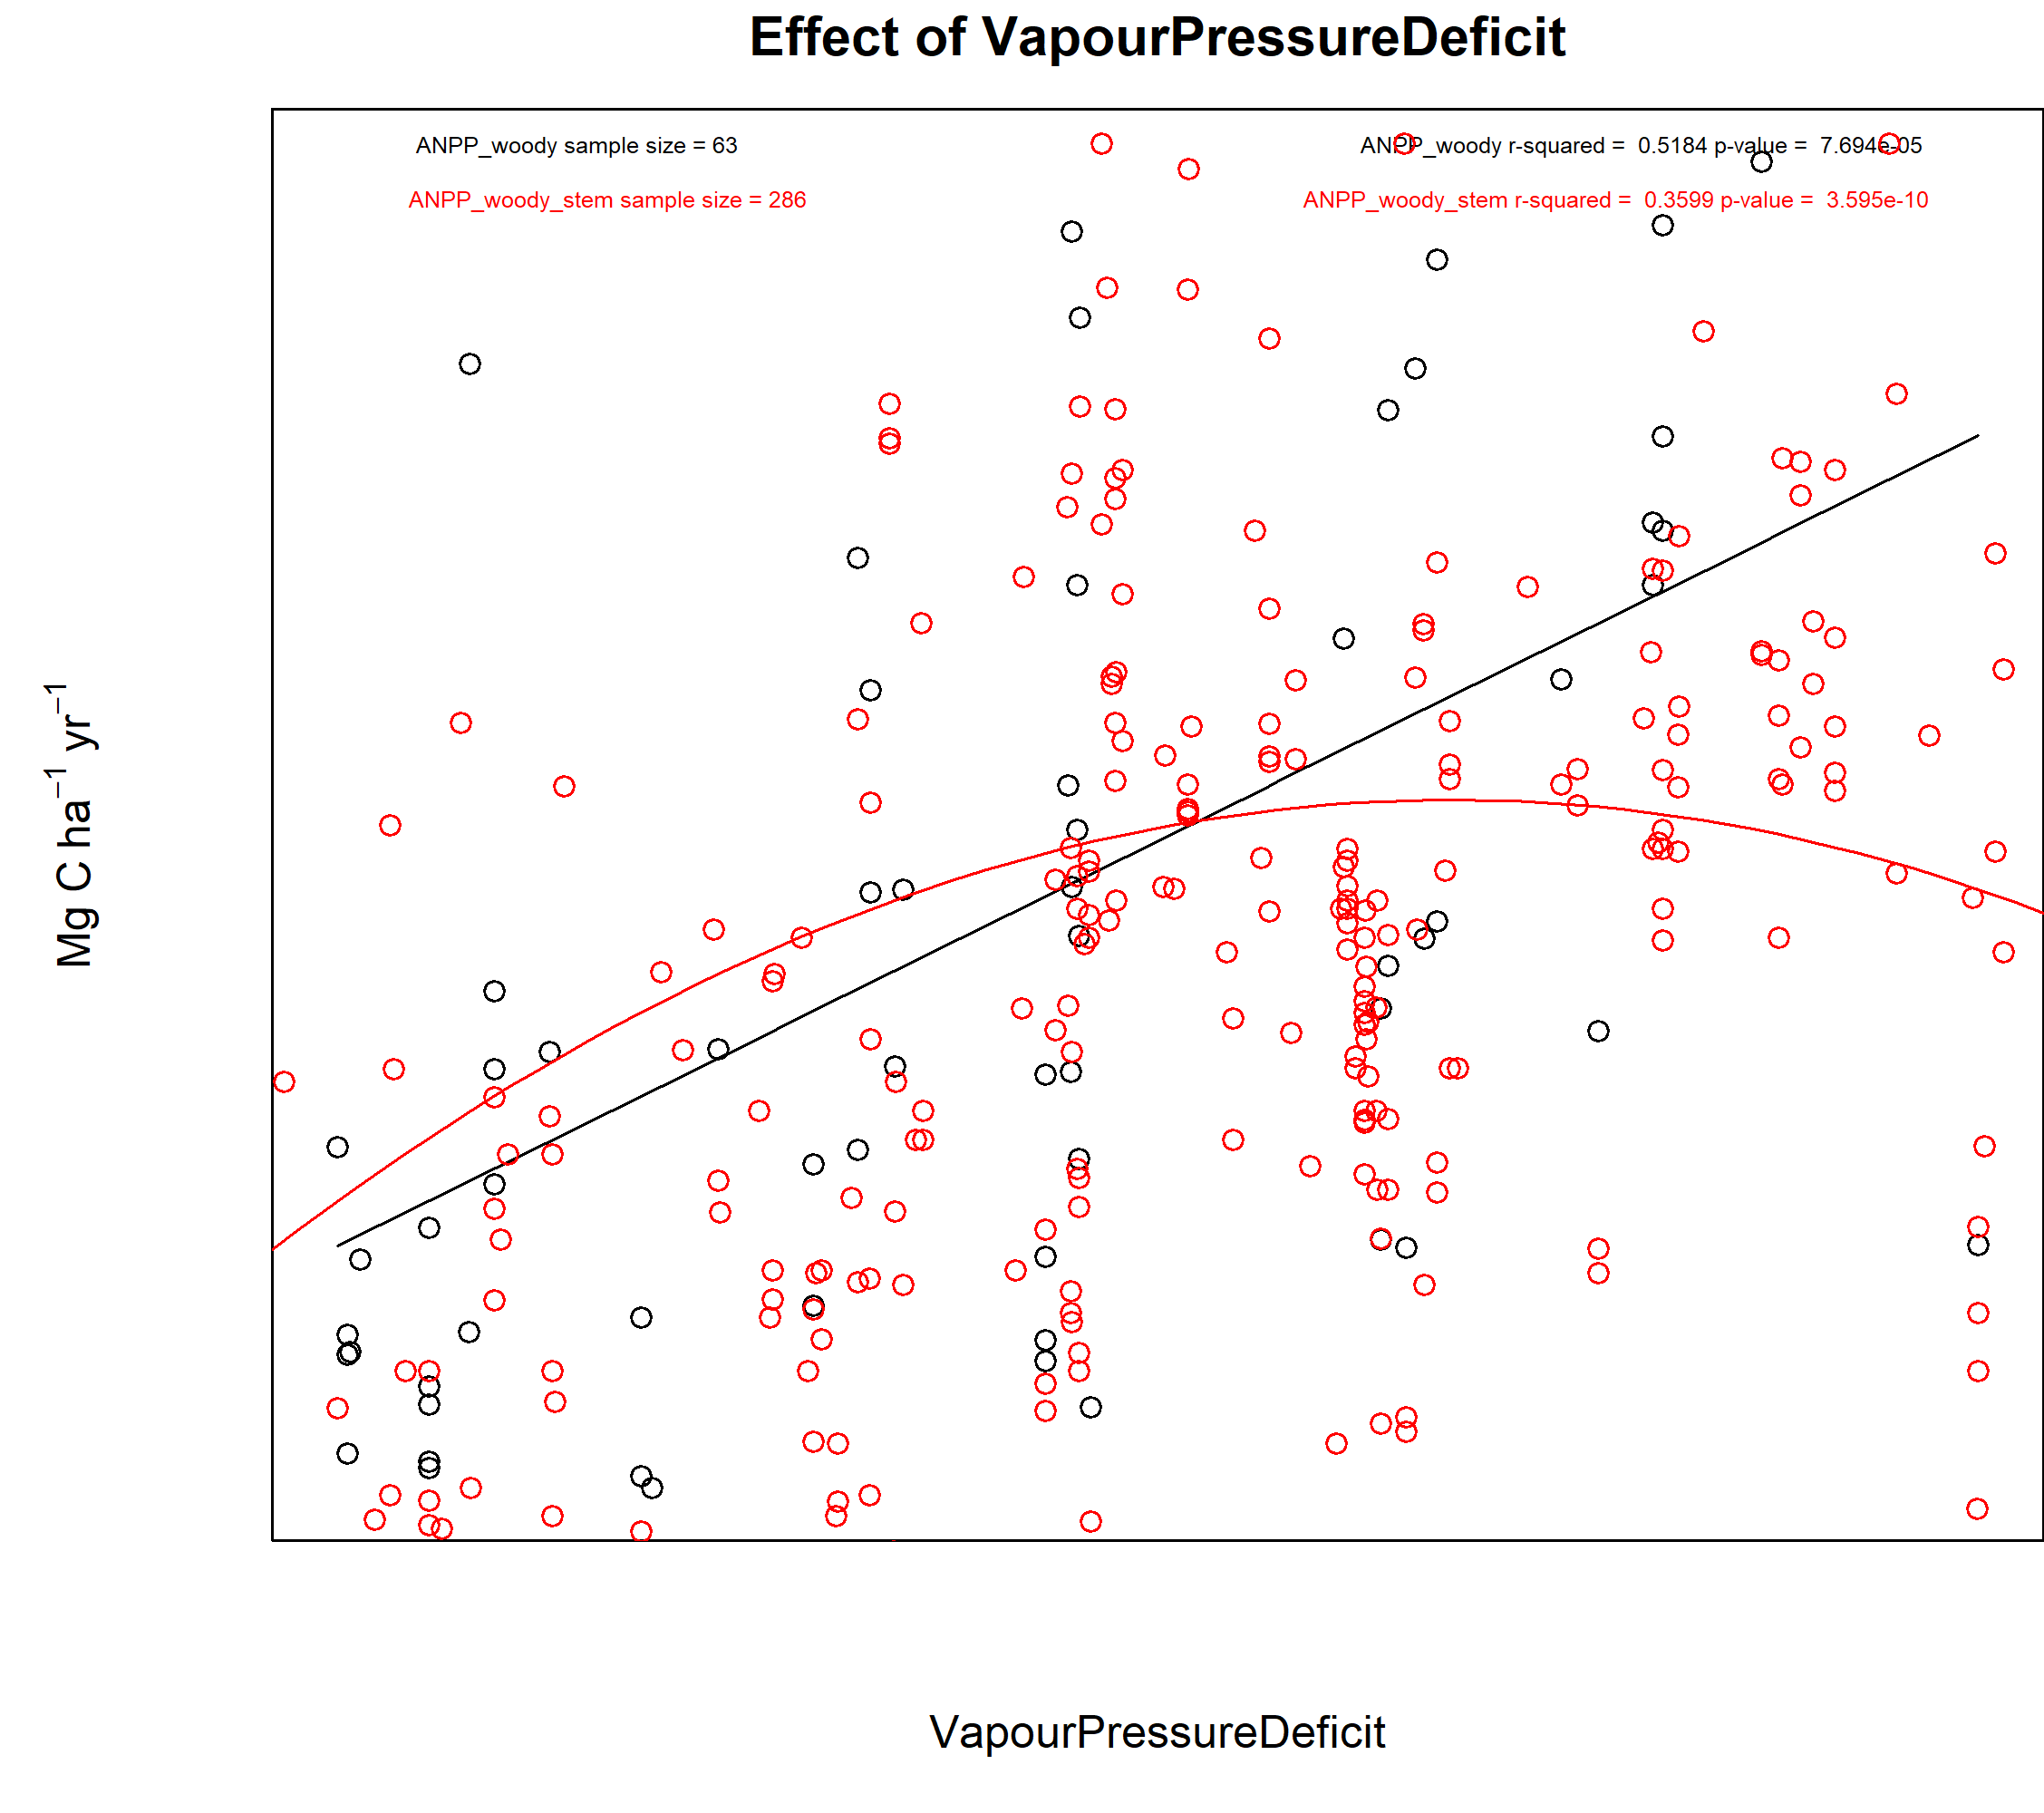 Effect of VapourPressureDeficit
ANPP_woody sample size = 63
ANPP_woody r-squared = 0.5184 p-value = 7.694e-05
ANPP_woody_stem sample size = 286
ANPP_woody_stem r-squared = 0.3599 p-value = 3.595e-10
Mg C ha⁻¹ yr⁻¹
VapourPressureDeficit